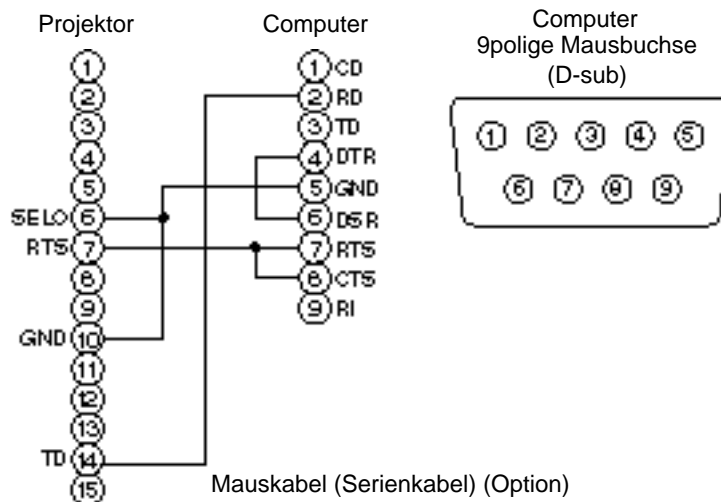 Projektor
1
2
3
4
5
SELO 6
RTS 7
8
9
GND 10
11
12
13
TD 14
15
Computer
1 CD
2 RD
3 TD
4 DTR
5 GND
6 DSR
7 RTS
8 CTS
9 RI
Computer
9polige Mausbuchse
(D-sub)
1 2 3 4 5
6 7 8 9
Mauskabel (Serienkabel) (Option)